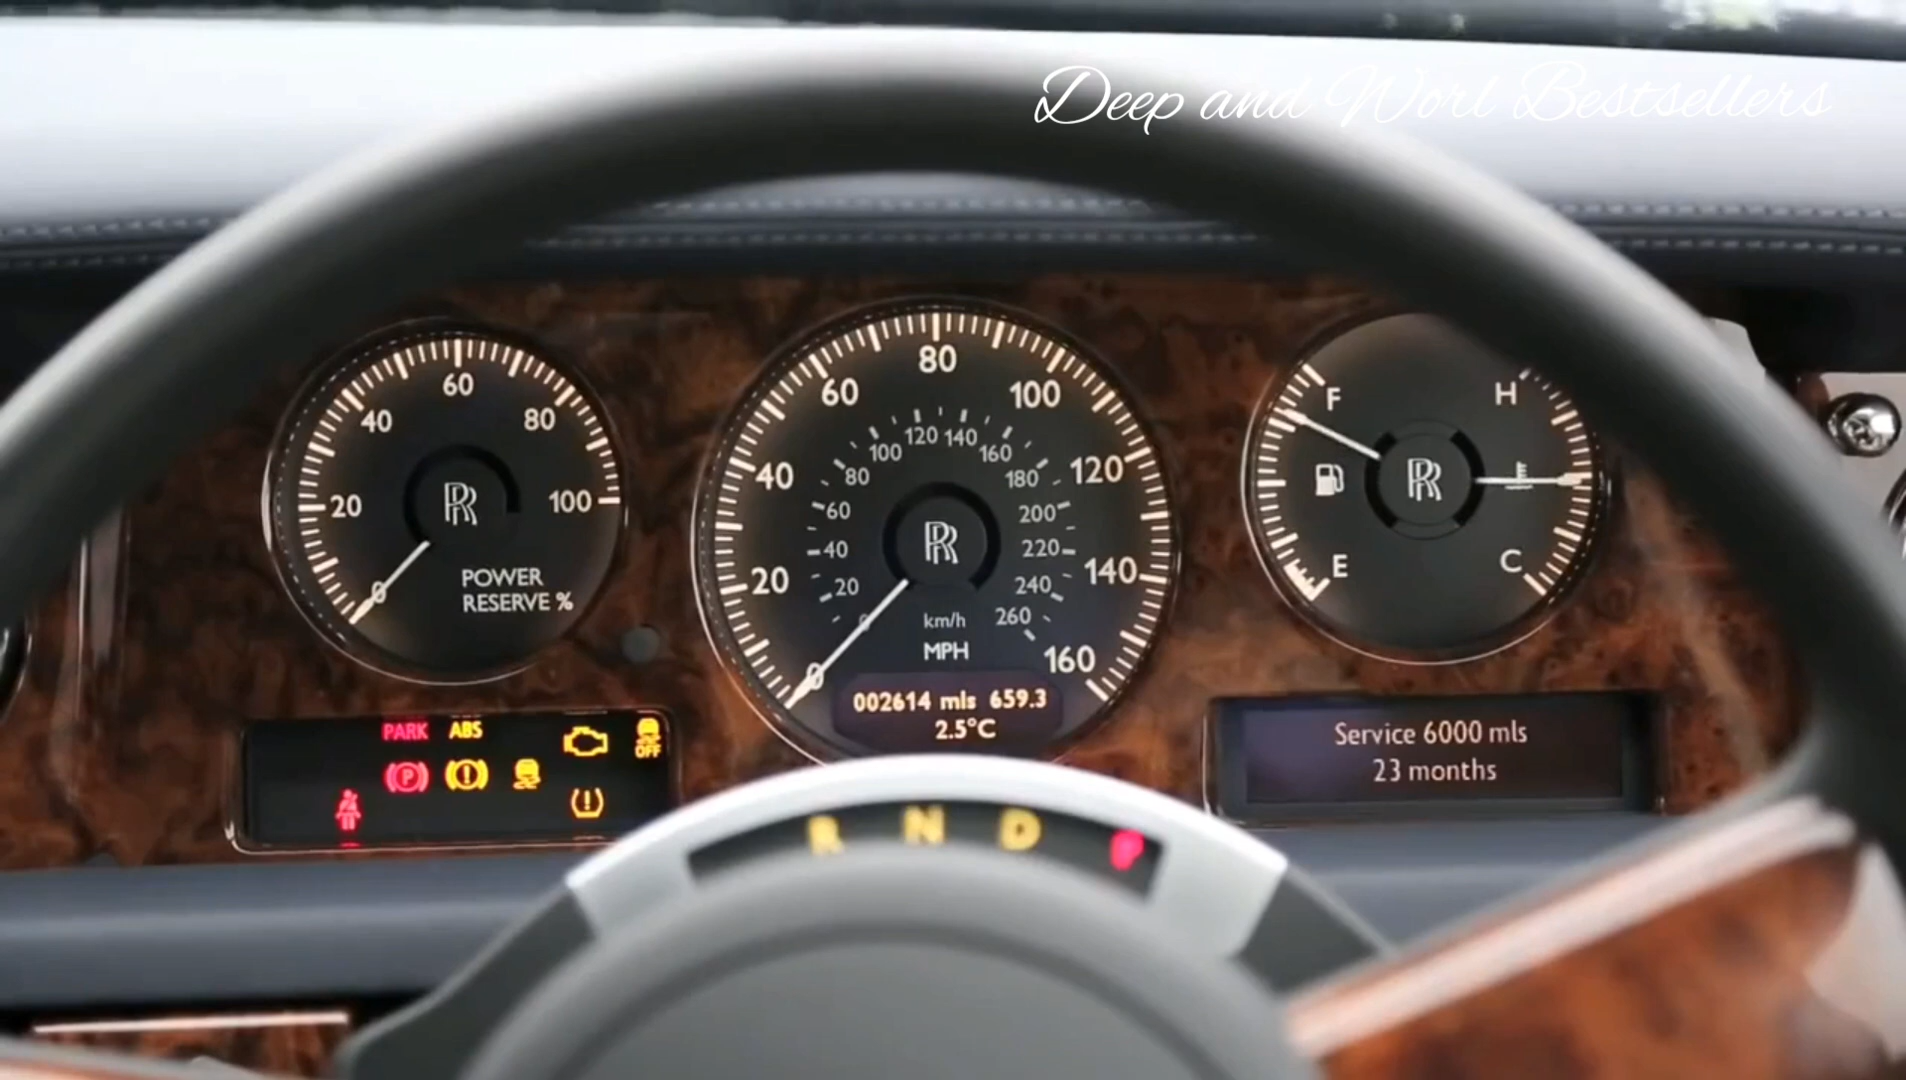 Deep and Worl Bestsellers
60
40
80
20
100
0
POWER
RESERVE %
80
60
100
40
120
20
140
0
160
120 140
100
160
80
180
60
200
40
220
20
240
0
260
km/h
MPH
002614 mls 659.3
2.5°C
F
H
E
C
PARK ABS
OFF
P
Service 6000 mls
23 months
R N D P